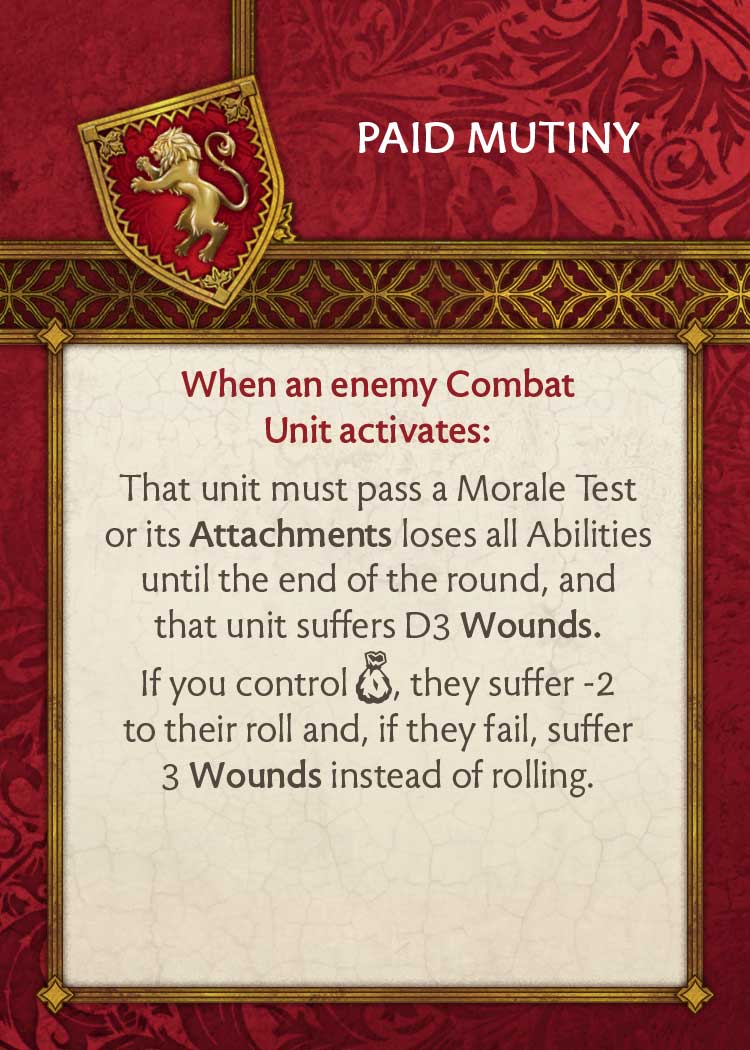 PAID MUTINY
When an enemy Combat
Unit activates:
That unit must pass a Morale Test
or its Attachments loses all Abilities
until the end of the round, and
that unit suffers D3 Wounds.
If you control , they suffer -2
to their roll and, if they fail, suffer
3 Wounds instead of rolling.